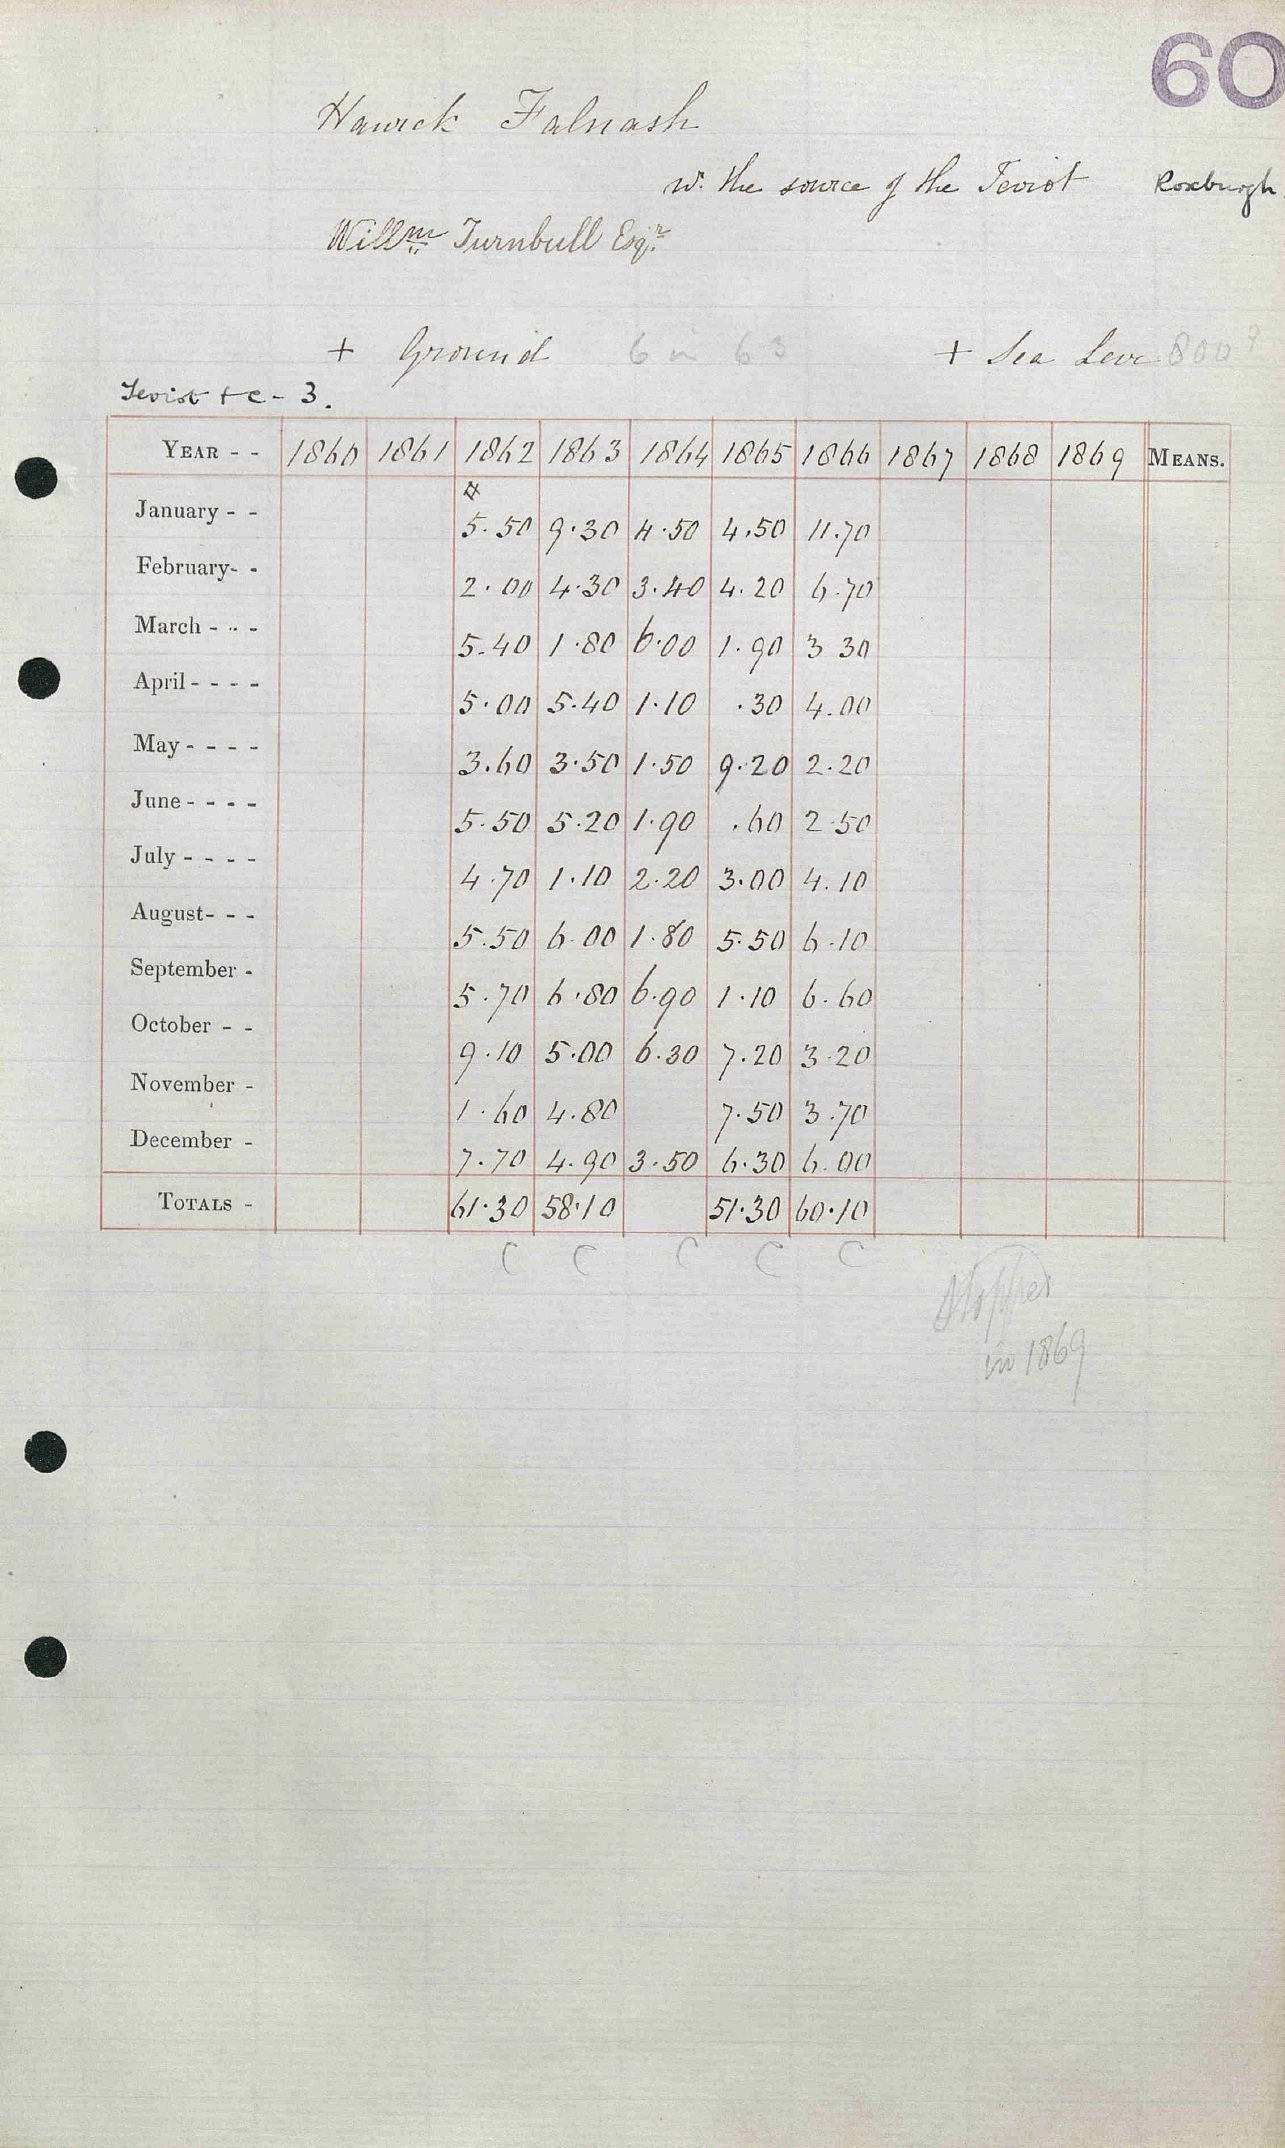 60
Hawick Falnash
nr. the source of the Teviot Roxburgh
Willm Turnbull Esqr.
+ Ground 6 in 63 + Sea Leve 800?
Teviot &c - 3.
YEAR - - 1860 1861 1862 1863 1864 1865 1866 1867 1868 1869 MEANS.
January - - 5.50 9.30 4.50 4.50 11.70
February- - 2.00 4.30 3.40 4.20 6.70
March - - - 5.40 1.80 6.00 1.90 3 30
April - - - - 5.00 5.40 1.10 .30 4.00
May - - - - 3.60 3.50 1.50 9.20 2.20
June - - - - 5.50 5.20 1.90 .60 2.50
July - - - - 4.70 1.10 2.20 3.00 4.10
August- - - 5.50 6.00 1.80 5.50 6.10
September - 5.70 6.80 6.90 1.10 6.60
October - - 9.10 5.00 6.30 7.20 3.20
November - 1.60 4.80 7.50 3.70
December - 7.70 4.90 3.50 6.30 6.00
TOTALS - 61.30 58.10 51.30 60.10
C C C C C
Stopped
in 1869